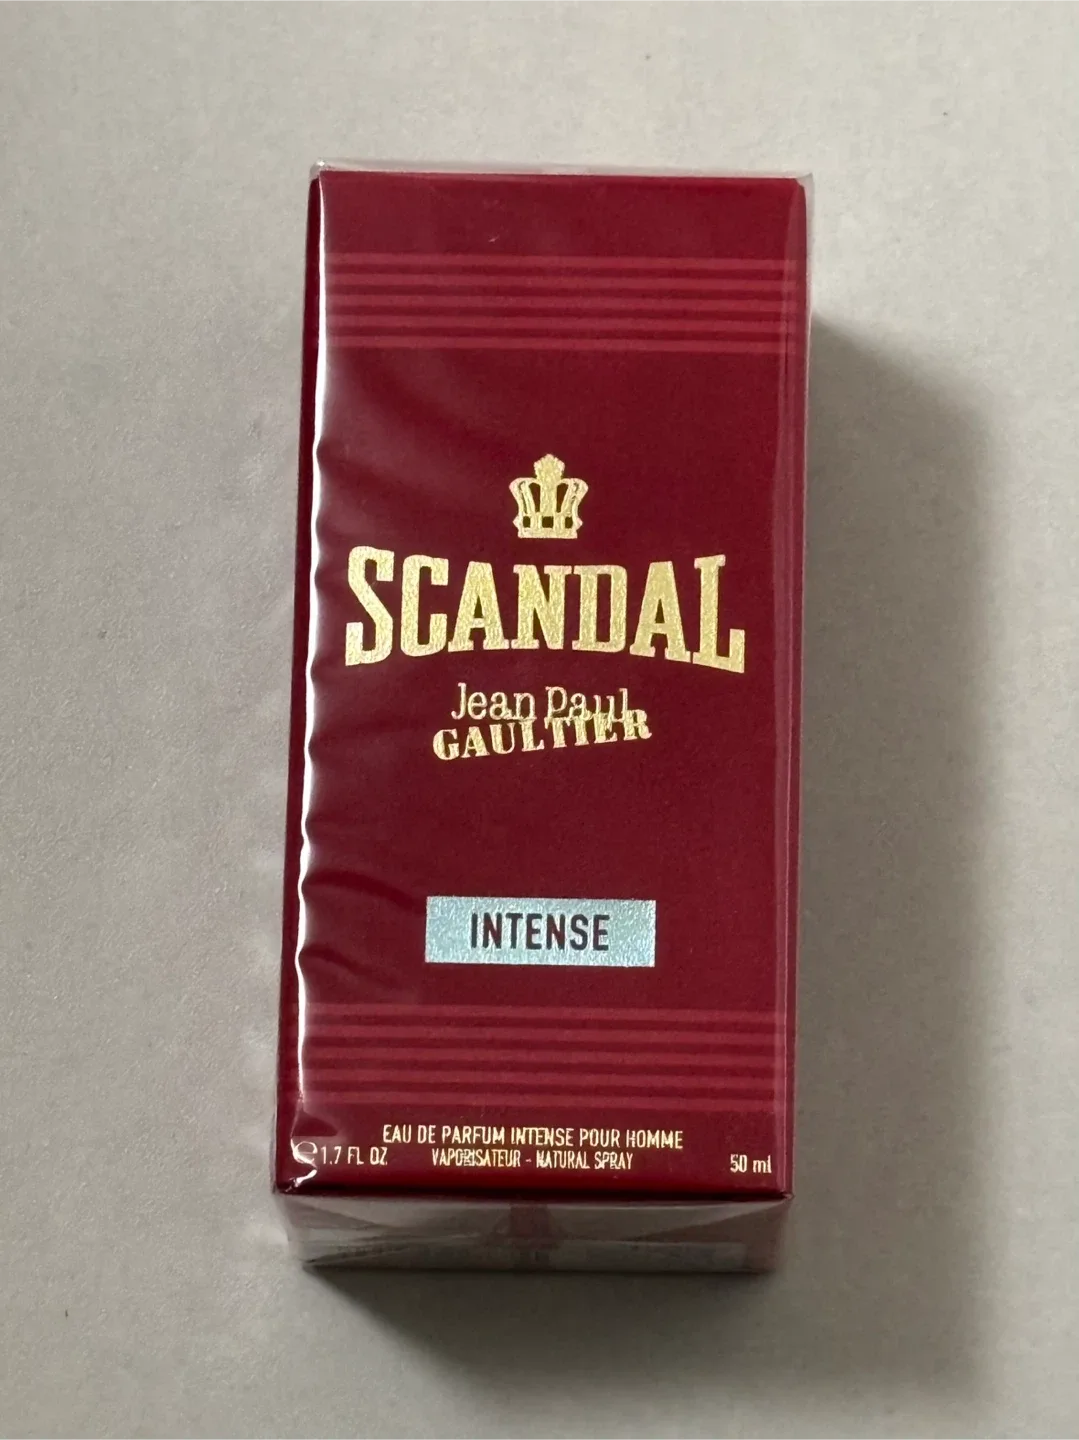 SCANDAL
Jean Paul
GAULTIER
INTENSE
EAU DE PARFUM INTENSE POUR HOMME
℮ 1.7 FL OZ. VAPORISATEUR - NATURAL SPRAY 50 ml